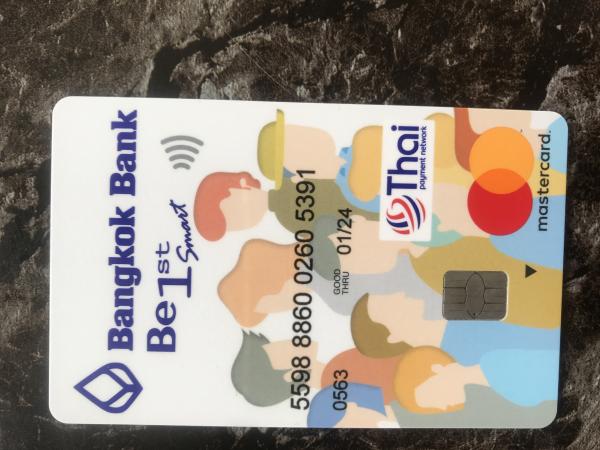 Bangkok Bank
Be1st
Smart
5598 8860 0260 5391
0563
GOOD
THRU
01/24
Thai
payment network
mastercard.